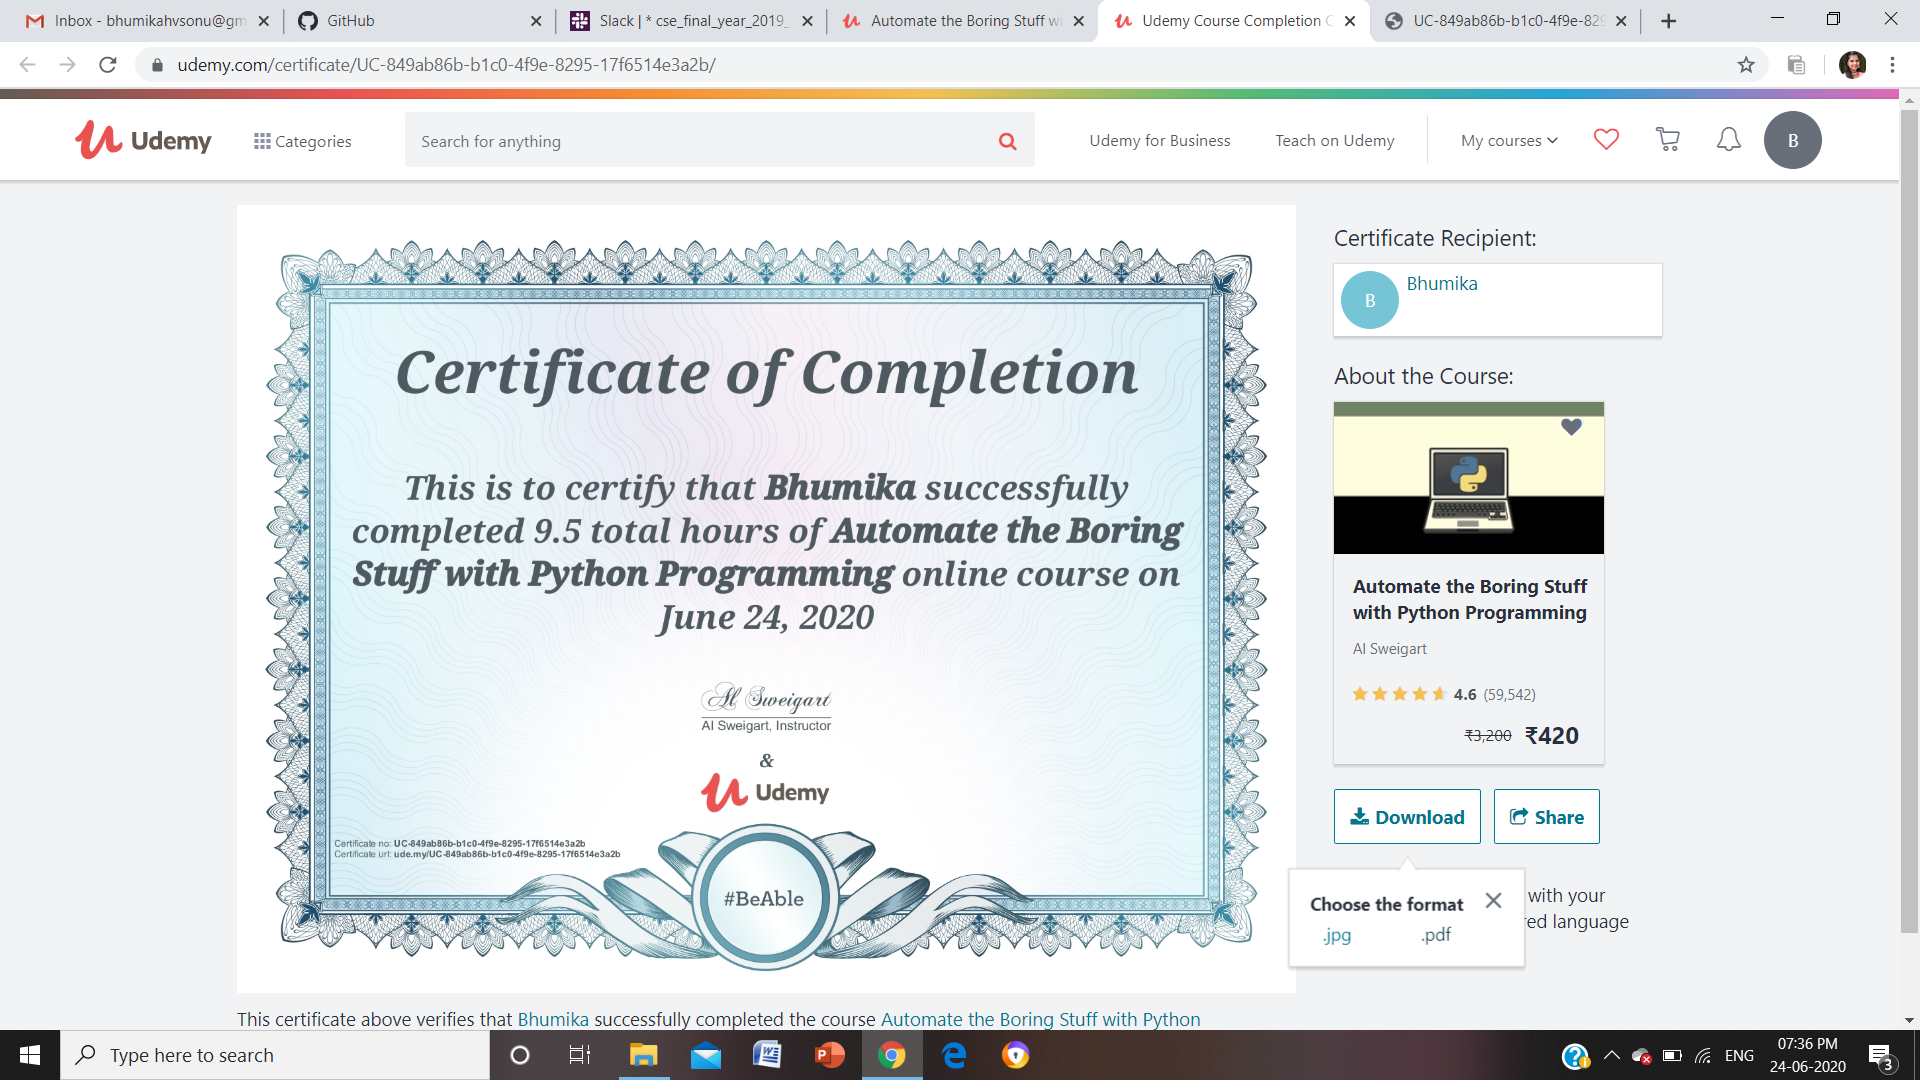 Inbox - bhumikahvsonu@gm
GitHub
Slack | * cse_final_year_2019_
Automate the Boring Stuff wi
Udemy Course Completion C
UC-849ab86b-b1c0-4f9e-829
udemy.com/certificate/UC-849ab86b-b1c0-4f9e-8295-17f6514e3a2b/
Udemy
Categories
Search for anything
Udemy for Business
Teach on Udemy
My courses
B
Certificate of Completion
This is to certify that Bhumika successfully
completed 9.5 total hours of Automate the Boring
Stuff with Python Programming online course on
June 24, 2020
Al Sweigart
Al Sweigart, Instructor
&
Udemy
Certificate no: UC-849ab86b-b1c0-4f9e-8295-17f6514e3a2b
Certificate url: ude.my/UC-849ab86b-b1c0-4f9e-8295-17f6514e3a2b
#BeAble
Certificate Recipient:
B
Bhumika
About the Course:
Automate the Boring Stuff
with Python Programming
Al Sweigart
4.6 (59,542)
₹3,200 ₹420
Download
Share
Choose the format
.jpg
.pdf
with your
red language
This certificate above verifies that Bhumika successfully completed the course Automate the Boring Stuff with Python
Type here to search
ENG
07:36 PM
24-06-2020
3